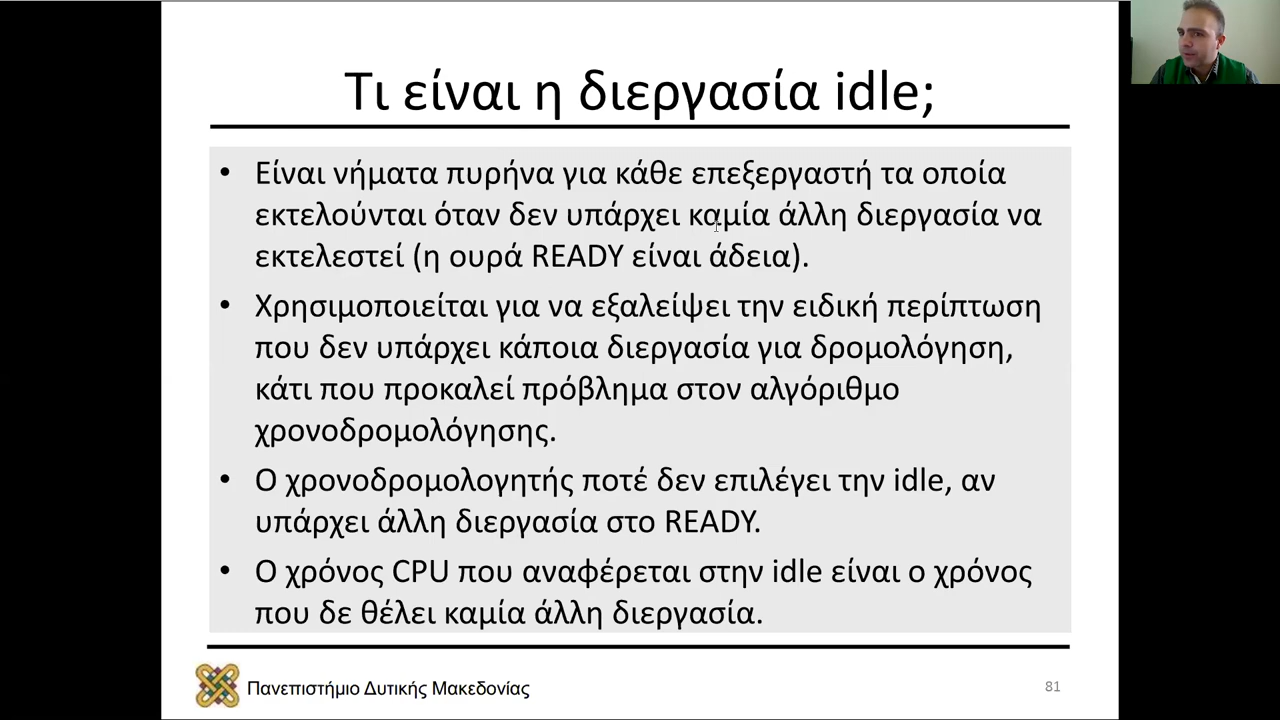 Τι είναι η διεργασία idle;
• Είναι νήματα πυρήνα για κάθε επεξεργαστή τα οποία
εκτελούνται όταν δεν υπάρχει καμία άλλη διεργασία να
εκτελεστεί (η ουρά READY είναι άδεια).
• Χρησιμοποιείται για να εξαλείψει την ειδική περίπτωση
που δεν υπάρχει κάποια διεργασία για δρομολόγηση,
κάτι που προκαλεί πρόβλημα στον αλγόριθμο
χρονοδρομολόγησης.
• Ο χρονοδρομολογητής ποτέ δεν επιλέγει την idle, αν
υπάρχει άλλη διεργασία στο READY.
• Ο χρόνος CPU που αναφέρεται στην idle είναι ο χρόνος
που δε θέλει καμία άλλη διεργασία.
Πανεπιστήμιο Δυτικής Μακεδονίας
81